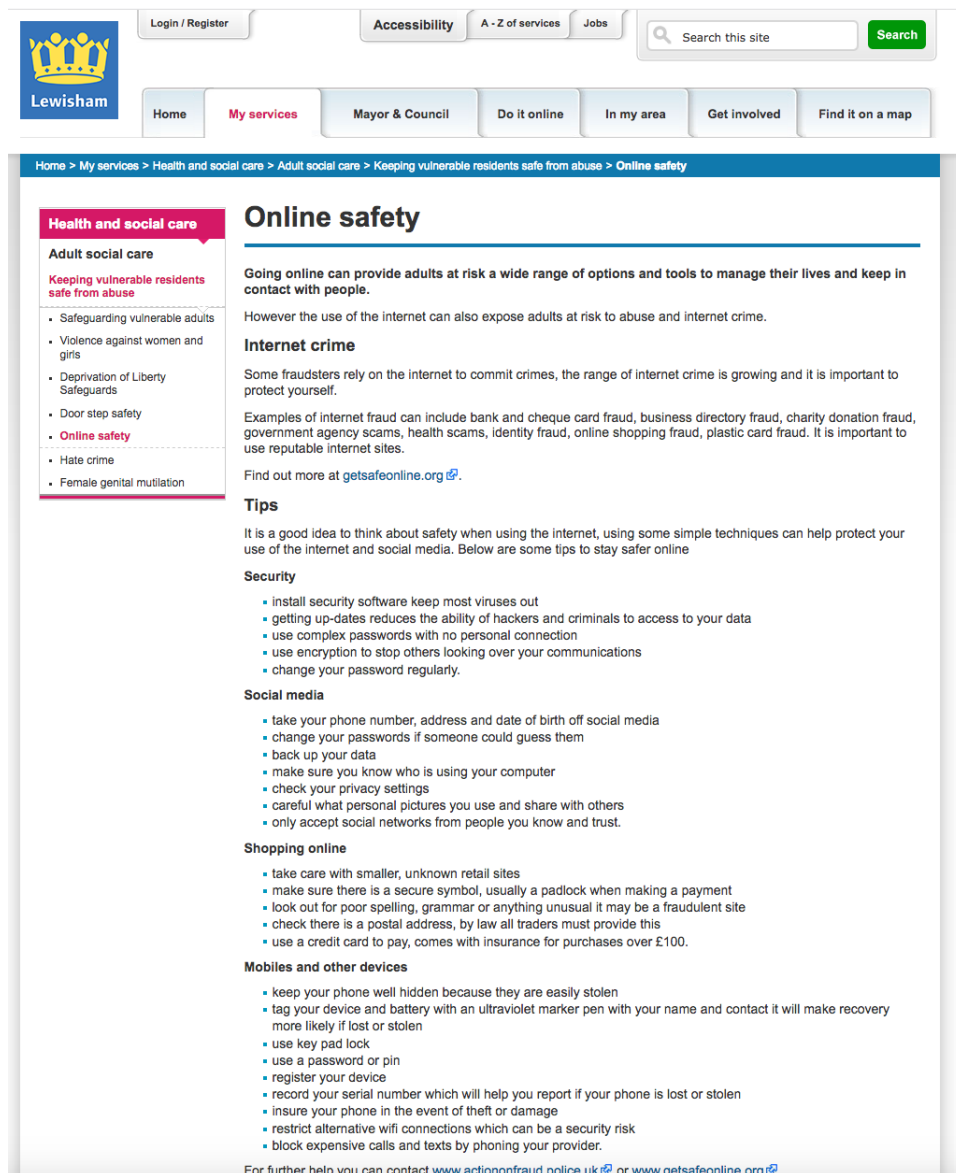 Login / Register
Accessibility
A - Z of services
Jobs
Search this site
Search
Lewisham
Home
My services
Mayor & Council
Do it online
In my area
Get involved
Find it on a map
Home > My services > Health and social care > Adult social care > Keeping vulnerable residents safe from abuse > Online safety
Health and social care
Adult social care
Keeping vulnerable residents
safe from abuse
Safeguarding vulnerable adults
Violence against women and
girls
Deprivation of Liberty
Safeguards
Door step safety
Online safety
Hate crime
Female genital mutilation
Online safety
Going online can provide adults at risk a wide range of options and tools to manage their lives and keep in
contact with people.
However the use of the internet can also expose adults at risk to abuse and internet crime.
Internet crime
Some fraudsters rely on the internet to commit crimes, the range of internet crime is growing and it is important to
protect yourself.
Examples of internet fraud can include bank and cheque card fraud, business directory fraud, charity donation fraud,
government agency scams, health scams, identity fraud, online shopping fraud, plastic card fraud. It is important to
use reputable internet sites.
Find out more at getsafeonline.org.
Tips
It is a good idea to think about safety when using the internet, using some simple techniques can help protect your
use of the internet and social media. Below are some tips to stay safer online
Security
install security software keep most viruses out
getting up-dates reduces the ability of hackers and criminals to access to your data
use complex passwords with no personal connection
use encryption to stop others looking over your communications
change your password regularly.
Social media
take your phone number, address and date of birth off social media
change your passwords if someone could guess them
back up your data
make sure you know who is using your computer
check your privacy settings
careful what personal pictures you use and share with others
only accept social networks from people you know and trust.
Shopping online
take care with smaller, unknown retail sites
make sure there is a secure symbol, usually a padlock when making a payment
look out for poor spelling, grammar or anything unusual it may be a fraudulent site
check there is a postal address, by law all traders must provide this
use a credit card to pay, comes with insurance for purchases over £100.
Mobiles and other devices
keep your phone well hidden because they are easily stolen
tag your device and battery with an ultraviolet marker pen with your name and contact it will make recovery
more likely if lost or stolen
use key pad lock
use a password or pin
register your device
record your serial number which will help you report if your phone is lost or stolen
insure your phone in the event of theft or damage
restrict alternative wifi connections which can be a security risk
block expensive calls and texts by phoning your provider.
For further help you can contact www.actiononfraud.police.uk or www.getsafeonline.org